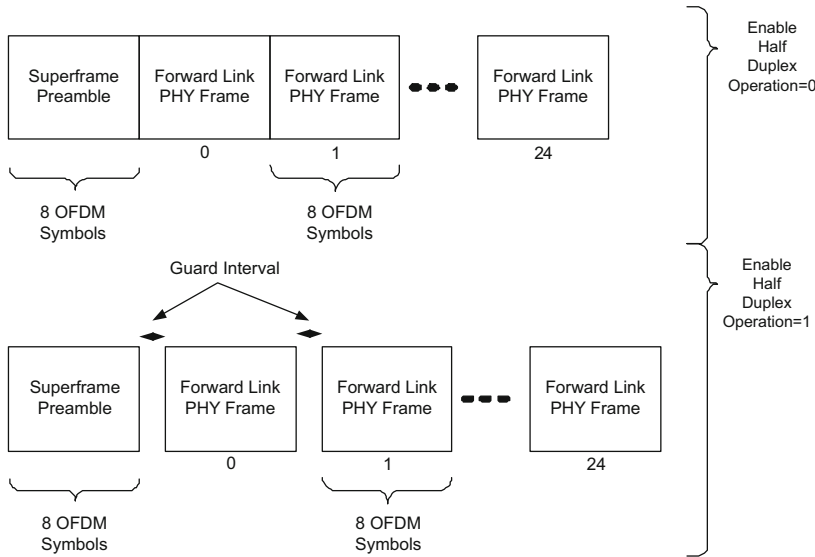 Superframe
Preamble
Forward Link
PHY Frame
Forward Link
PHY Frame
Forward Link
PHY Frame
0
1
24
8 OFDM
Symbols
8 OFDM
Symbols
Enable
Half
Duplex
Operation=0
Guard Interval
Superframe
Preamble
Forward Link
PHY Frame
Forward Link
PHY Frame
Forward Link
PHY Frame
0
1
24
8 OFDM
Symbols
8 OFDM
Symbols
Enable
Half
Duplex
Operation=1